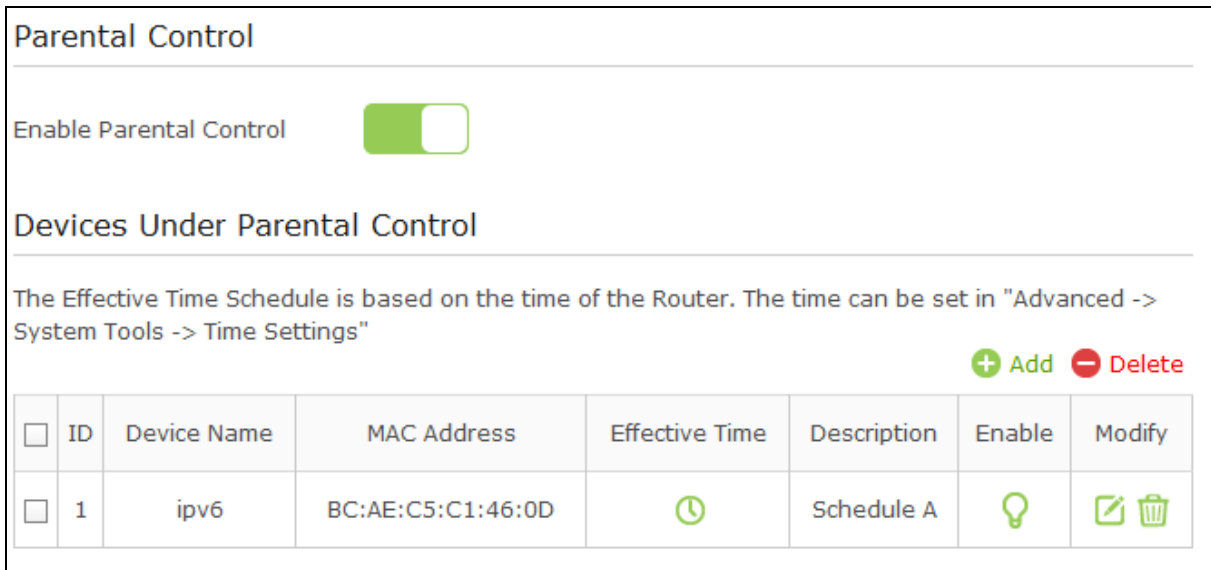 Parental Control
Enable Parental Control
Devices Under Parental Control
The Effective Time Schedule is based on the time of the Router. The time can be set in "Advanced ->
System Tools -> Time Settings"
Add Delete
ID Device Name MAC Address Effective Time Description Enable Modify
1 ipv6 BC:AE:C5:C1:46:0D Schedule A